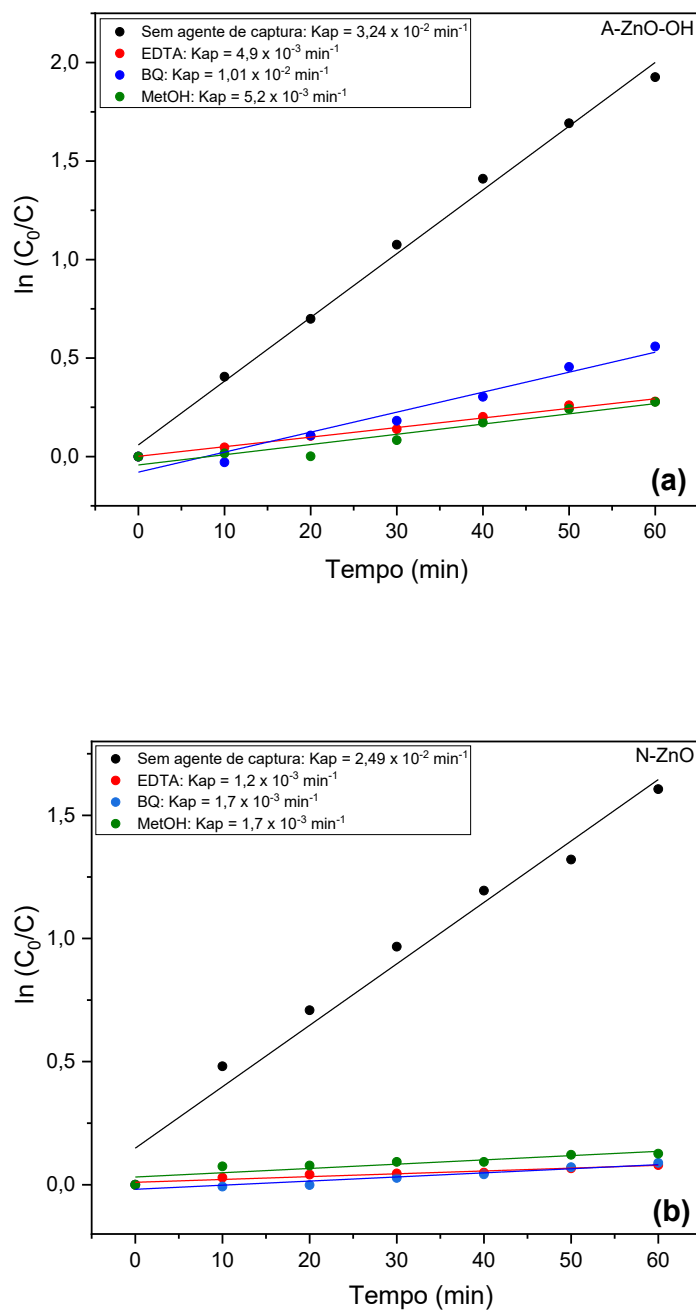 A-ZnO-OH
Sem agente de captura: Kap = 3,24 x 10⁻² min⁻¹
EDTA: Kap = 4,9 x 10⁻³ min⁻¹
BQ: Kap = 1,01 x 10⁻² min⁻¹
MetOH: Kap = 5,2 x 10⁻³ min⁻¹
2,0
1,5
1,0
0,5
0,0
ln (C₀/C)
(a)
0 10 20 30 40 50 60
Tempo (min)
N-ZnO
Sem agente de captura: Kap = 2,49 x 10⁻² min⁻¹
EDTA: Kap = 1,2 x 10⁻³ min⁻¹
BQ: Kap = 1,7 x 10⁻³ min⁻¹
MetOH: Kap = 1,7 x 10⁻³ min⁻¹
1,5
1,0
0,5
0,0
ln (C₀/C)
(b)
0 10 20 30 40 50 60
Tempo (min)